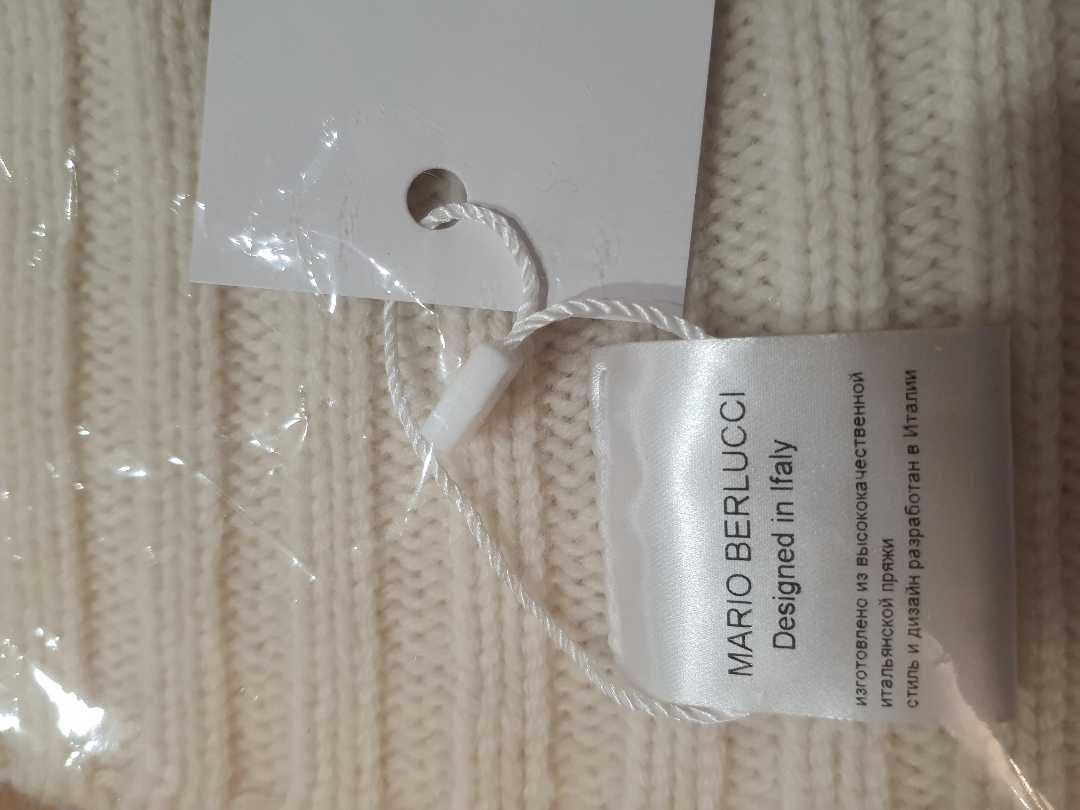 MARIO BERLUCCI
Designed in Ifaly
изготовлено из высококачественной
итальянской пряжи
стиль и дизайн разработан в Италии